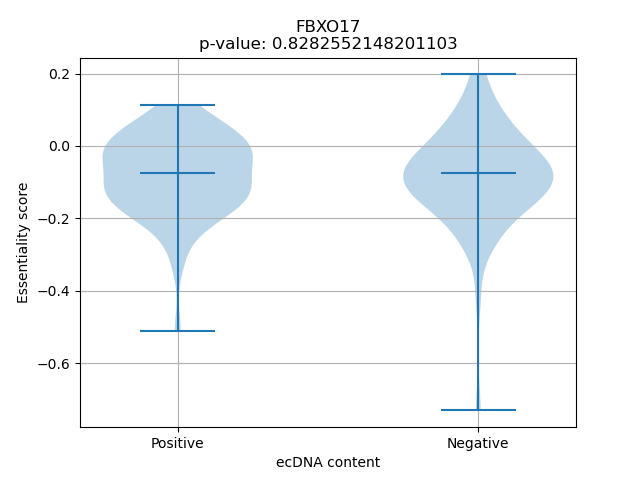 FBXO17
p-value: 0.8282552148201103
0.2
0.0
−0.2
−0.4
−0.6
Essentiality score
Positive
Negative
ecDNA content